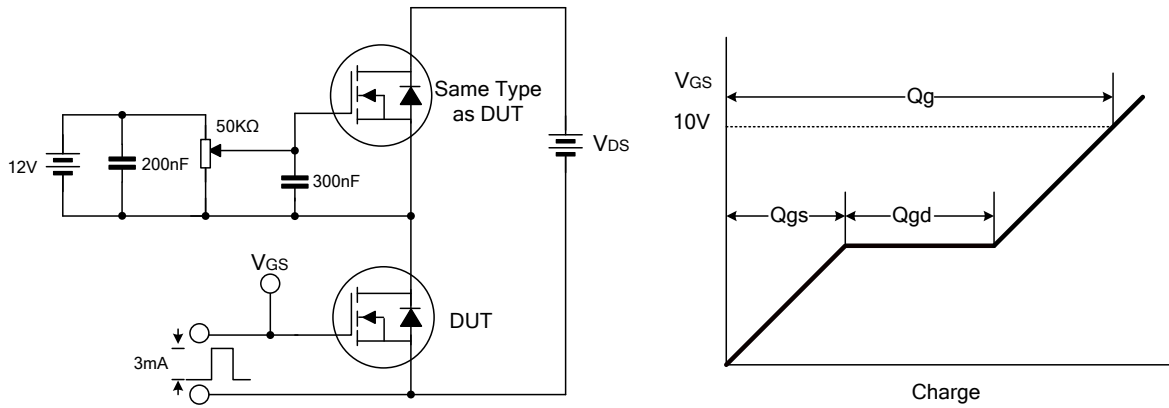 Same Type
as DUT
50KΩ
12V
200nF
300nF
VDS
VGS
DUT
3mA
VGS
Qg
10V
Qgs
Qgd
Charge